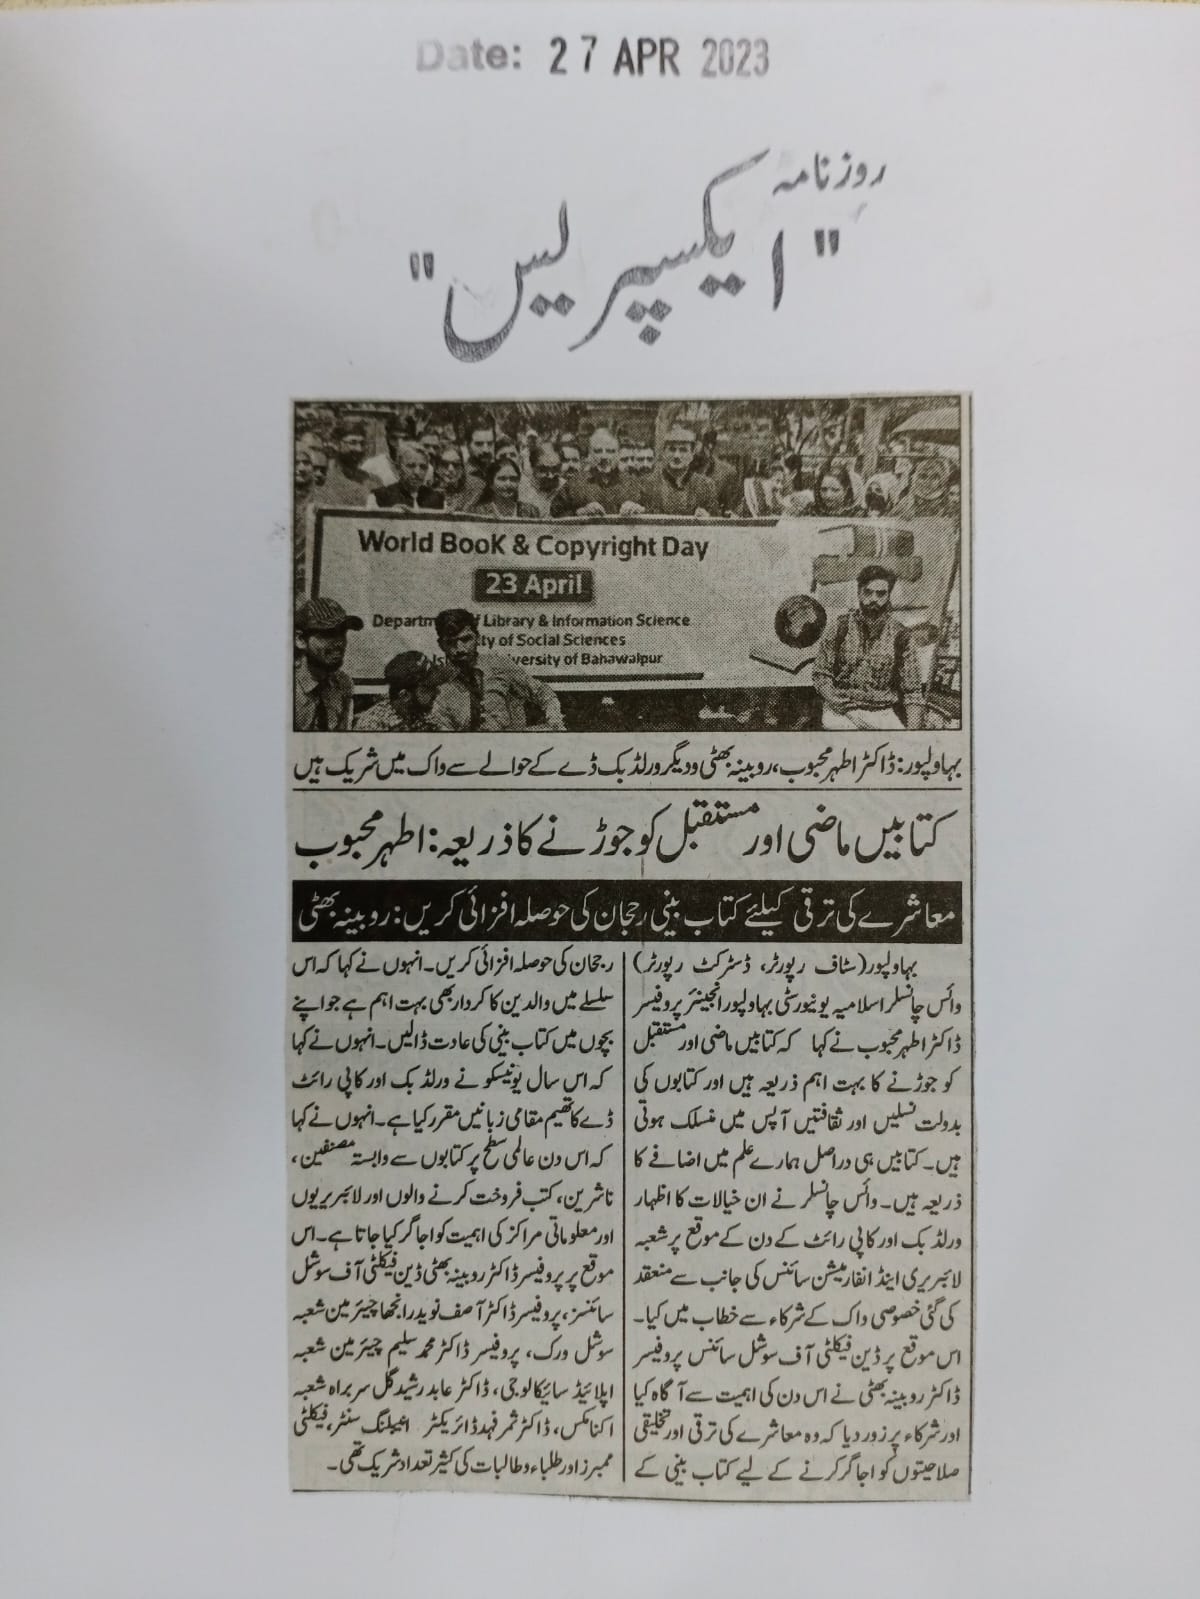 Date: 27 APR 2023
روزنامہ
"ایکسپریس"
World Book & Copyright Day
23 April
Departm f Library & Information Science
ty of Social Sciences
Isl versity of Bahawalpur
بہاولپور: ڈاکٹر اطہر محبوب، روبینہ بھٹی و دیگر ورلڈ بک ڈے کے حوالے سے واک میں شریک ہیں
کتابیں ماضی اور مستقبل کو جوڑنے کا ذریعہ: اطہر محبوب
معاشرے کی ترقی کیلئے کتاب بینی رجحان کی حوصلہ افزائی کریں: روبینہ بھٹی
بہاولپور (سٹاف رپورٹر، ڈسٹرکٹ رپورٹر)
وائس چانسلر اسلامیہ یونیورسٹی بہاولپور انجینئر پروفیسر
ڈاکٹر اطہر محبوب نے کہا کہ کتابیں ماضی اور مستقبل
کو جوڑنے کا بہت اہم ذریعہ ہیں اور کتابوں کی
بدولت نسلیں اور ثقافتیں آپس میں منسلک ہوتی
ہیں۔ کتابیں ہی دراصل ہمارے علم میں اضافے کا
ذریعہ ہیں۔ وائس چانسلر نے ان خیالات کا اظہار
ورلڈ بک اور کاپی رائٹ کے دن کے موقع پر شعبہ
لائبریری اینڈ انفارمیشن سائنس کی جانب سے منعقد
کی گئی خصوصی واک کے شرکاء سے خطاب میں کیا۔
اس موقع پر ڈین فیکلٹی آف سوشل سائنس پروفیسر
ڈاکٹر روبینہ بھٹی نے اس دن کی اہمیت سے آگاہ کیا
اور شرکاء پر زور دیا کہ وہ معاشرے کی ترقی اور تخلیقی
صلاحیتوں کو اجاگر کرنے کے لیے کتاب بینی کے
رجحان کی حوصلہ افزائی کریں۔ انہوں نے کہا کہ اس
سلسلے میں والدین کا کردار بھی بہت اہم ہے جو اپنے
بچوں میں کتاب بینی کی عادت ڈالیں۔ انہوں نے کہا
کہ اس سال یونیسکو نے ورلڈ بک اور کاپی رائٹ
ڈے کا تھیم مقامی زبانیں مقرر کیا ہے۔ انہوں نے کہا
کہ اس دن عالمی سطح پر کتابوں سے وابستہ مصنفین،
ناشرین، کتب فروخت کرنے والوں اور لائبریریوں
اور معلوماتی مراکز کی اہمیت کو اجاگر کیا جاتا ہے۔ اس
موقع پر پروفیسر ڈاکٹر روبینہ بھٹی ڈین فیکلٹی آف سوشل
سائنسز، پروفیسر ڈاکٹر آصف نوید رانجھا چیئرمین شعبہ
سوشل ورک، پروفیسر ڈاکٹر محمد سلیم چیئرمین شعبہ
اپلائیڈ سائیکالوجی، ڈاکٹر عابد رشید گل سربراہ شعبہ
اکنامکس، ڈاکٹر ثمر فہد ڈائریکٹر ایبیلنگ سنٹر، فیکلٹی
ممبرز اور طلباء و طالبات کی کثیر تعداد شریک تھی۔